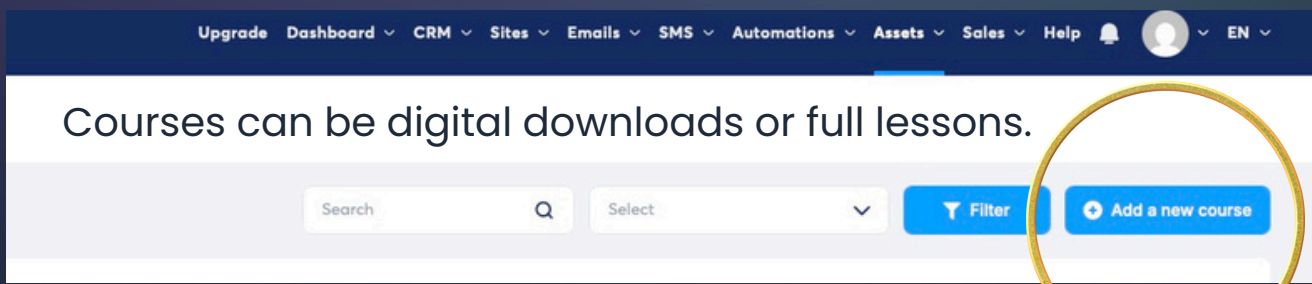 Upgrade Dashboard CRM Sites Emails SMS Automations Assets Sales Help EN
Courses can be digital downloads or full lessons.
Search Select Filter Add a new course